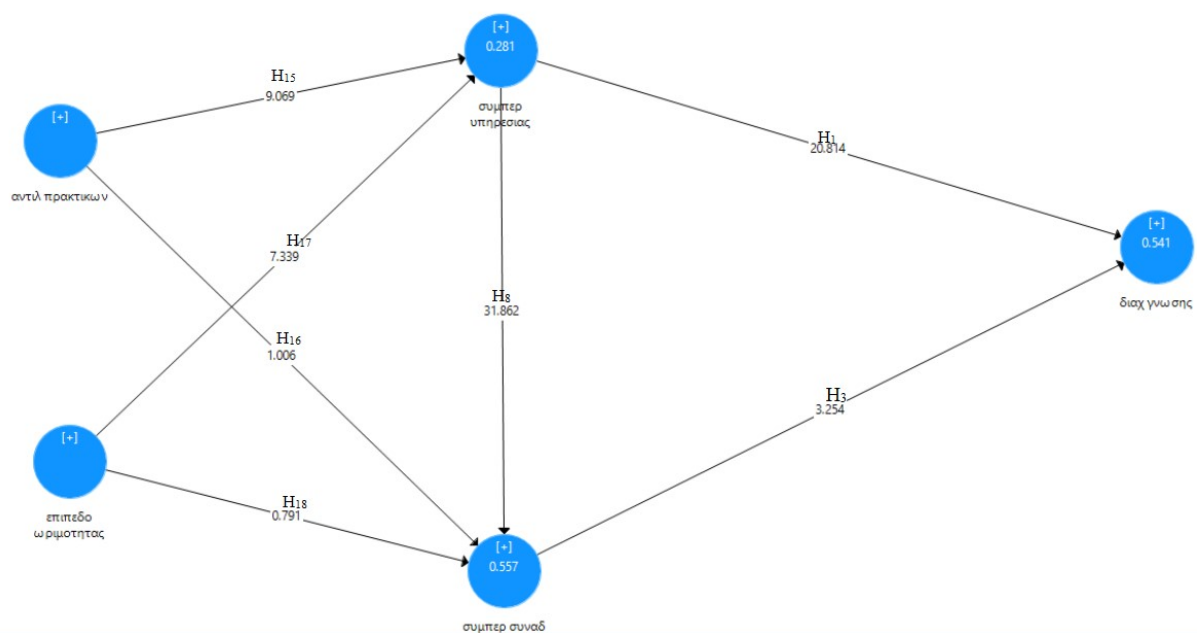 [+]
0.281
συμπερ
υπηρεσιας
H15
9.069
[+]
αντιλ πρακτικων
H1
20.814
[+]
0.541
διαχ γνωσης
H17
7.339
H8
31.862
H16
1.006
H3
3.254
[+]
επιπεδο
ωριμοτητας
H18
0.791
[+]
0.557
συμπερ συναδ